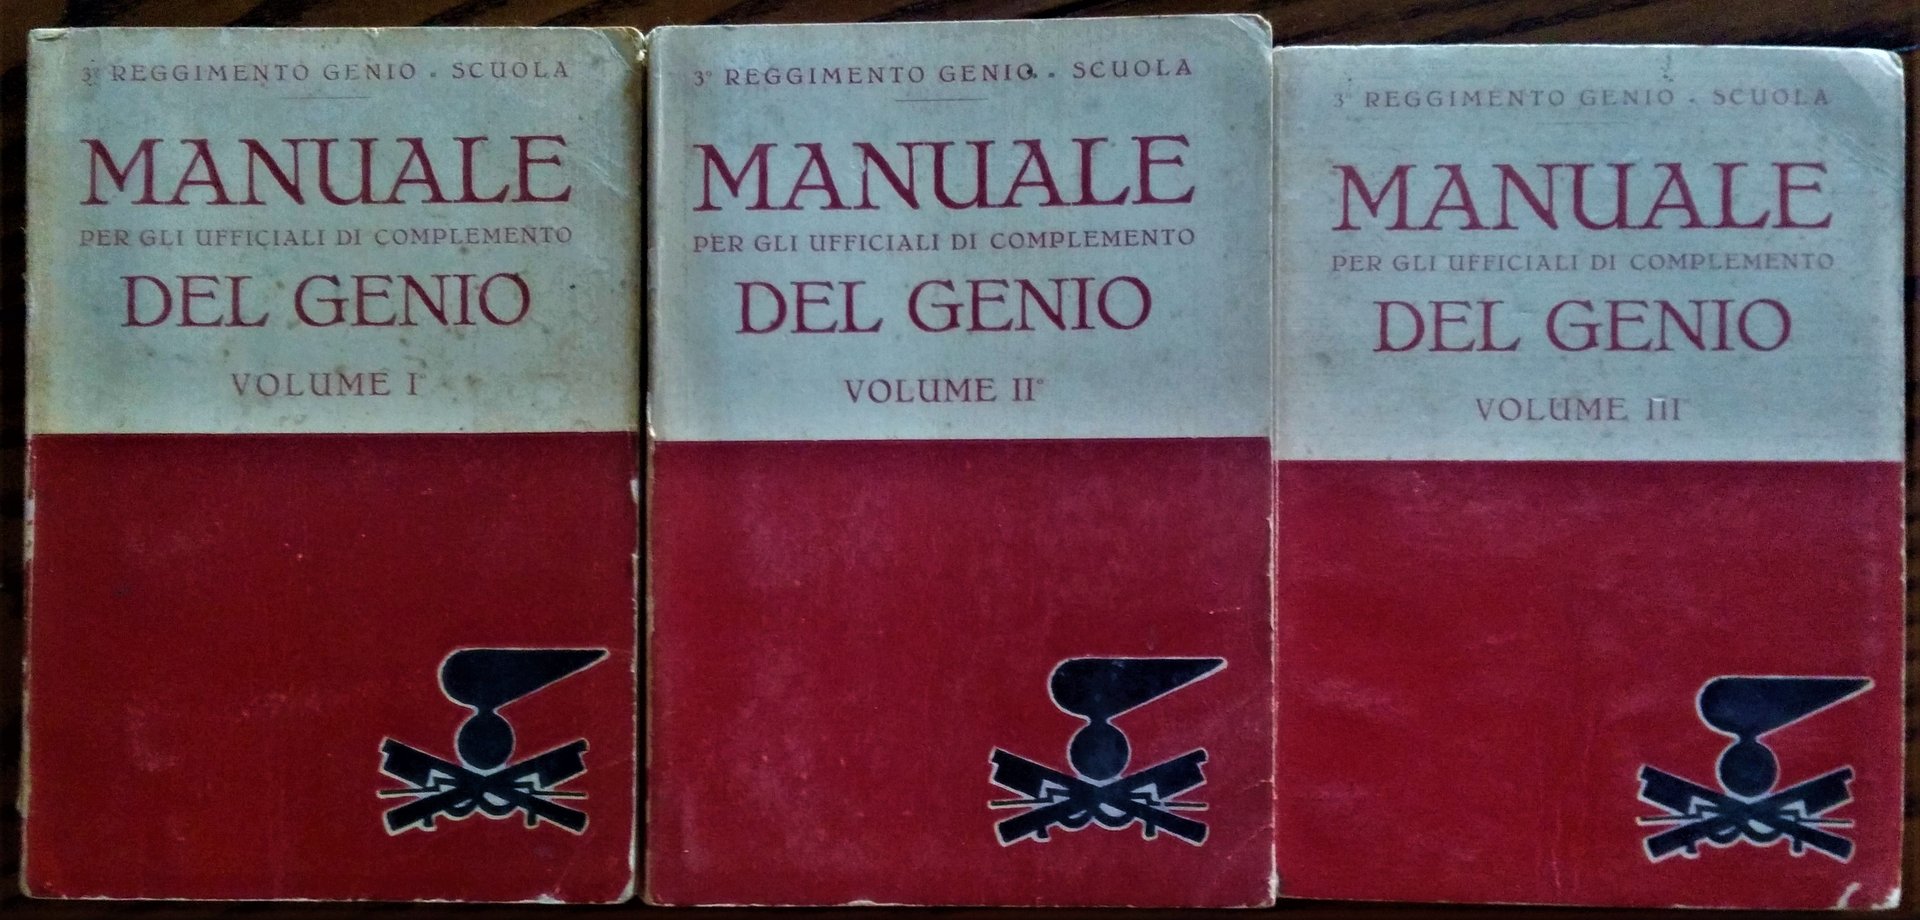 3° REGGIMENTO GENIO . SCUOLA
MANUALE
PER GLI UFFICIALI DI COMPLEMENTO
DEL GENIO
VOLUME I°
3° REGGIMENTO GENIO . SCUOLA
MANUALE
PER GLI UFFICIALI DI COMPLEMENTO
DEL GENIO
VOLUME II°
3° REGGIMENTO GENIO . SCUOLA
MANUALE
PER GLI UFFICIALI DI COMPLEMENTO
DEL GENIO
VOLUME III°